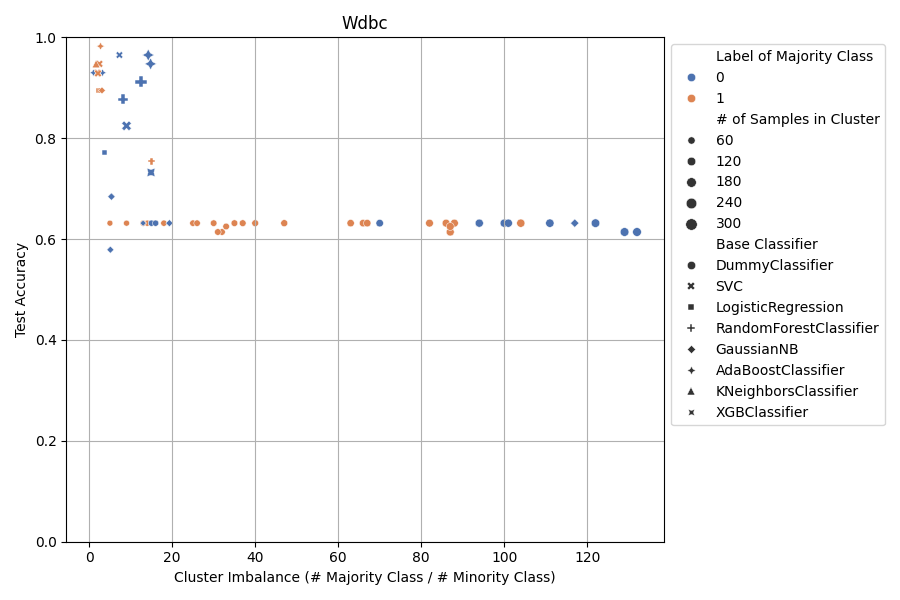 Wdbc
1.0
0.8
0.6
0.4
0.2
0.0
Test Accuracy
0
20
40
60
80
100
120
Cluster Imbalance (# Majority Class / # Minority Class)
Label of Majority Class
0
1
# of Samples in Cluster
60
120
180
240
300
Base Classifier
DummyClassifier
SVC
LogisticRegression
RandomForestClassifier
GaussianNB
AdaBoostClassifier
KNeighborsClassifier
XGBClassifier